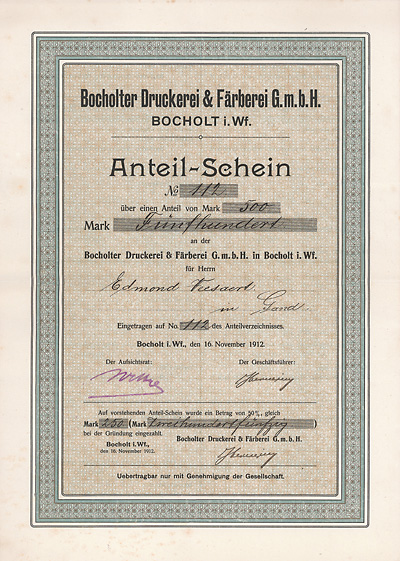 Bocholter Druckerei & Färberei G.m.b.H.
BOCHOLT i.Wf.
Anteil-Schein
No 112
über einen Anteil von Mark 500
Mark Fünfhundert
an der
Bocholter Druckerei & Färberei G.m.b.H. in Bocholt i. Wf.
für Herrn
Edmond
in Gand.
Eingetragen auf No. 112 des Anteilverzeichnisses.
Bocholt i.Wf., den 16. November 1912.
Der Aufsichtsrat: Der Geschäftsführer:
Auf vorstehenden Anteil-Schein wurde ein Betrag von 50%, gleich
Mark 250 (Mark Zweihundertfünfzig)
bei der Gründung eingezahlt.
Bocholter Druckerei & Färberei G.m.b.H.
Bocholt i.Wf.,
den 16. November 1912.
Uebertragbar nur mit Genehmigung der Gesellschaft.